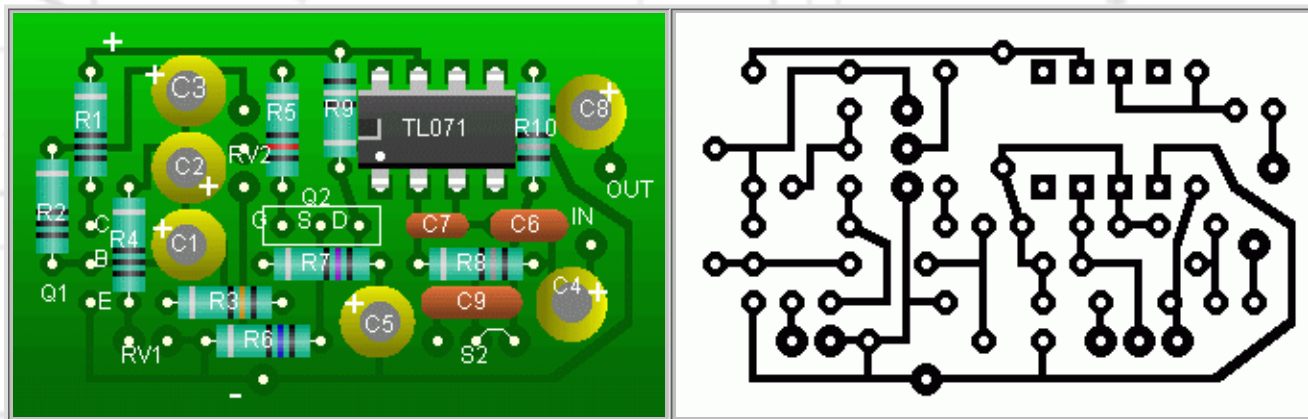 +
C3
+
R1
R5
R9
TL071
R10
C8
+
C2
RV2
+
OUT
R2
C
R4
C1
+
G S Q2 D
C7
C6
IN
B
R7
R8
Q1
E
R3
C9
C4
+
C5
+
RV1
R6
S2
-